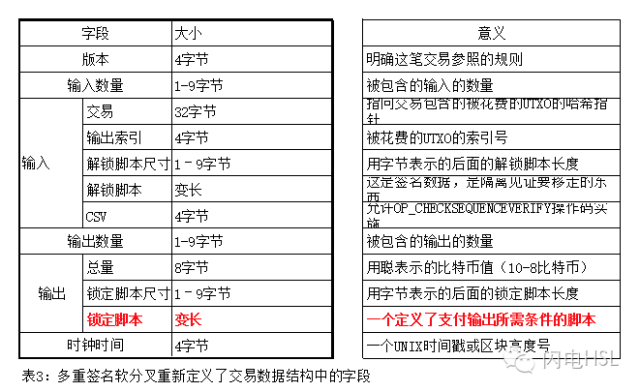 字段 大小 意义
版本 4字节 明确这笔交易参照的规则
输入数量 1-9字节 被包含的输入的数量
输入 交易 32字节 指向交易包含的被花费的UTXO的哈希指针
输出索引 4字节 被花费的UTXO的索引号
解锁脚本尺寸 1-9字节 用字节表示的后面的解锁脚本长度
解锁脚本 变长 这是签名数据，是隔离见证要移走的东西
CSV 4字节 允许OP_CHECKSEQUENCEVERIFY操作码实施
输出数量 1-9字节 被包含的输出的数量
输出 总量 8字节 用聪表示的比特币值（10-8比特币）
锁定脚本尺寸 1-9字节 用字节表示的后面的锁定脚本长度
锁定脚本 变长 一个定义了支付输出所需条件的脚本
时钟时间 4字节 一个UNIX时间戳或区块高度号
闪电HSL
表3：多重签名软分叉重新定义了交易数据结构中的字段